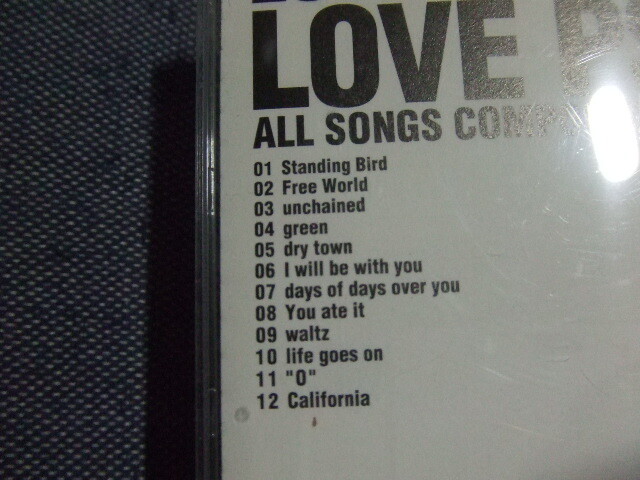 LOVE
ALL SONGS
01 Standing Bird
02 Free World
03 unchained
04 green
05 dry town
06 I will be with you
07 days of days over you
08 You ate it
09 waltz
10 life goes on
11 "O"
12 California